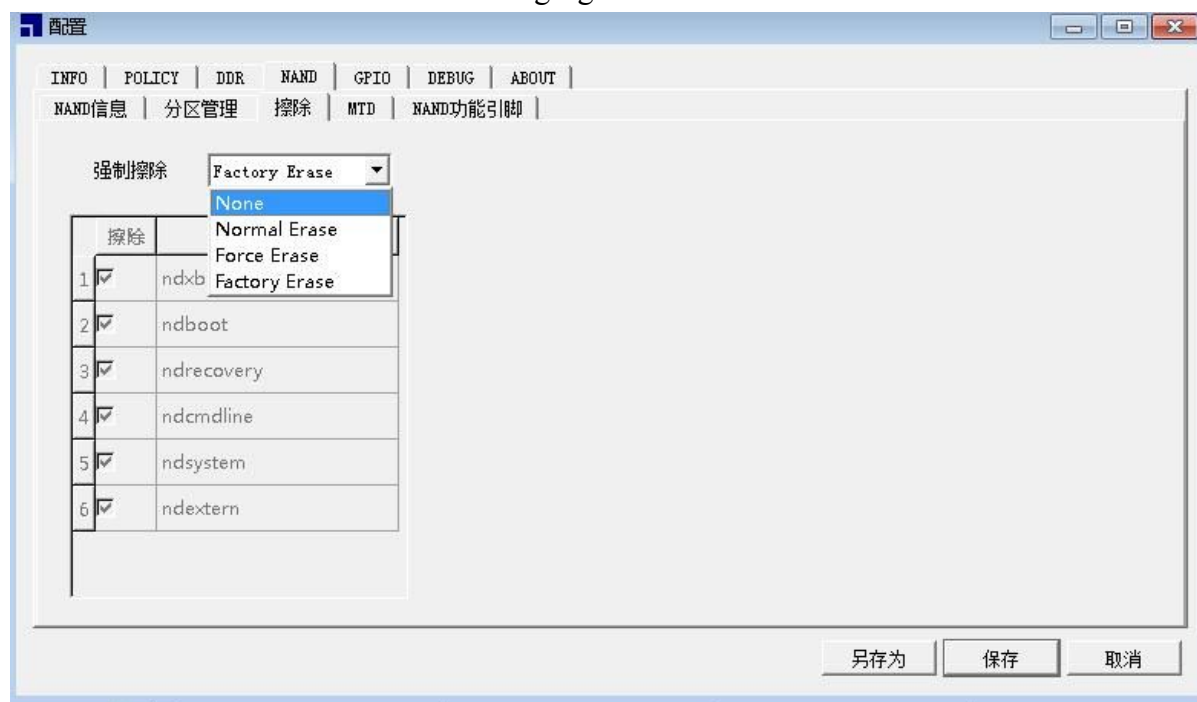 配置
INFO POLICY DDR NAND GPIO DEBUG ABOUT
NAND信息 分区管理 擦除 MTD NAND功能引脚
强制擦除 Factory Erase
None
Normal Erase
Force Erase
Factory Erase
擦除
1 ndxb
2 ndboot
3 ndrecovery
4 ndcmdline
5 ndsystem
6 ndextern
另存为 保存 取消